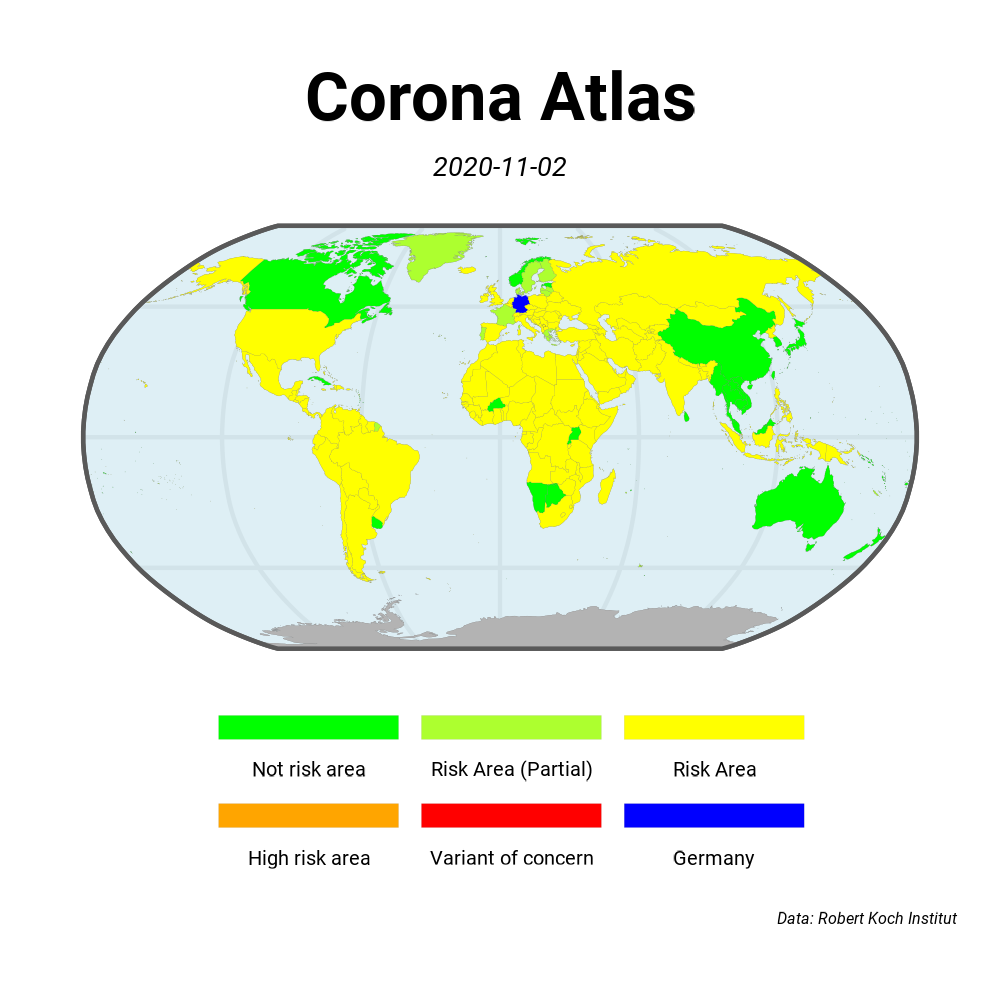 Corona Atlas
2020-11-02
Not risk area
Risk Area (Partial)
Risk Area
High risk area
Variant of concern
Germany
Data: Robert Koch Institut